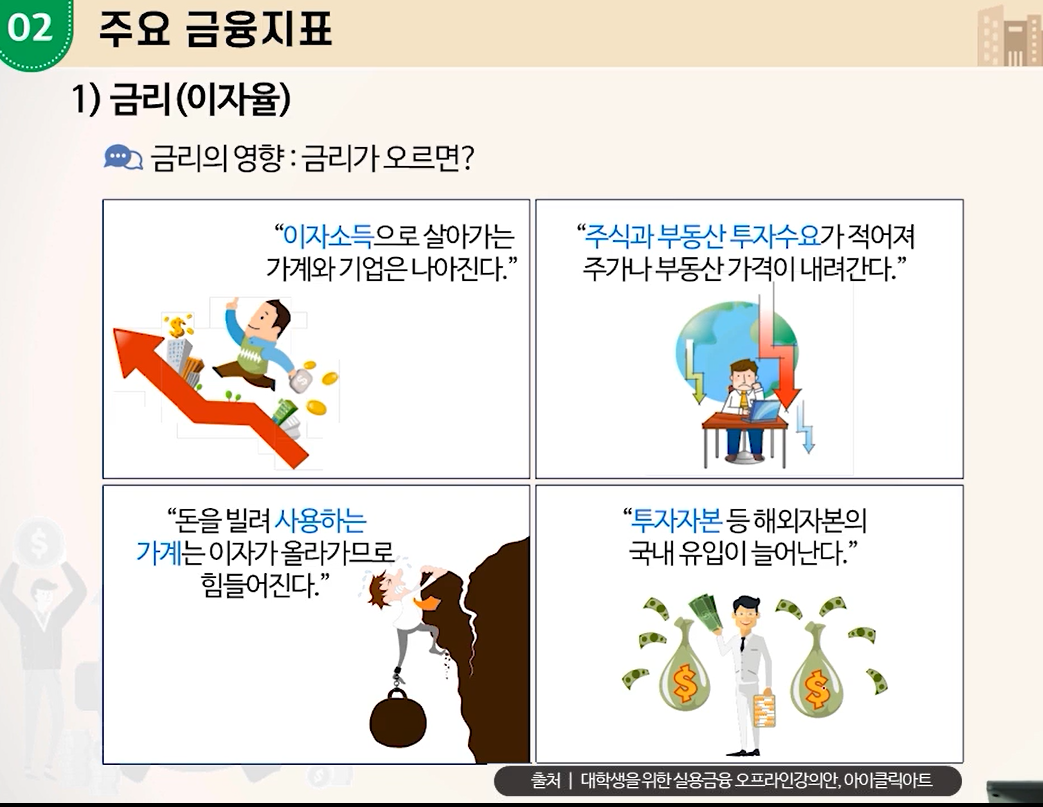 02 주요 금융지표
1) 금리(이자율)
금리의 영향 : 금리가 오르면?
“이자소득으로 살아가는
가계와 기업은 나아진다.”
“주식과 부동산 투자수요가 적어져
주가나 부동산 가격이 내려간다.”
“돈을 빌려 사용하는
가계는 이자가 올라가므로
힘들어진다.”
“투자자본 등 해외자본의
국내 유입이 늘어난다.”
출처 | 대학생을 위한 실용금융 오프라인강의안, 아이클릭아트